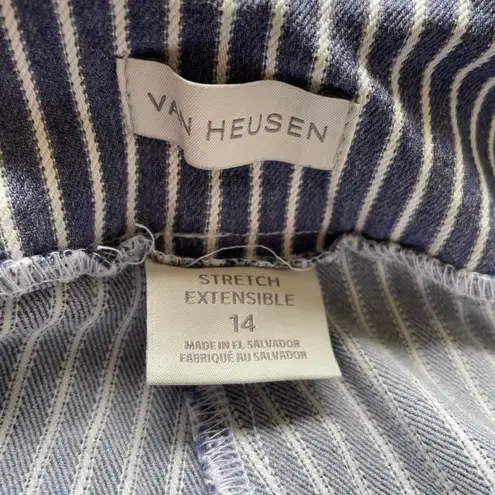 VAN HEUSEN
STRETCH
EXTENSIBLE
14
MADE IN EL SALVADOR
FABRIQUÉ AU SALVADOR